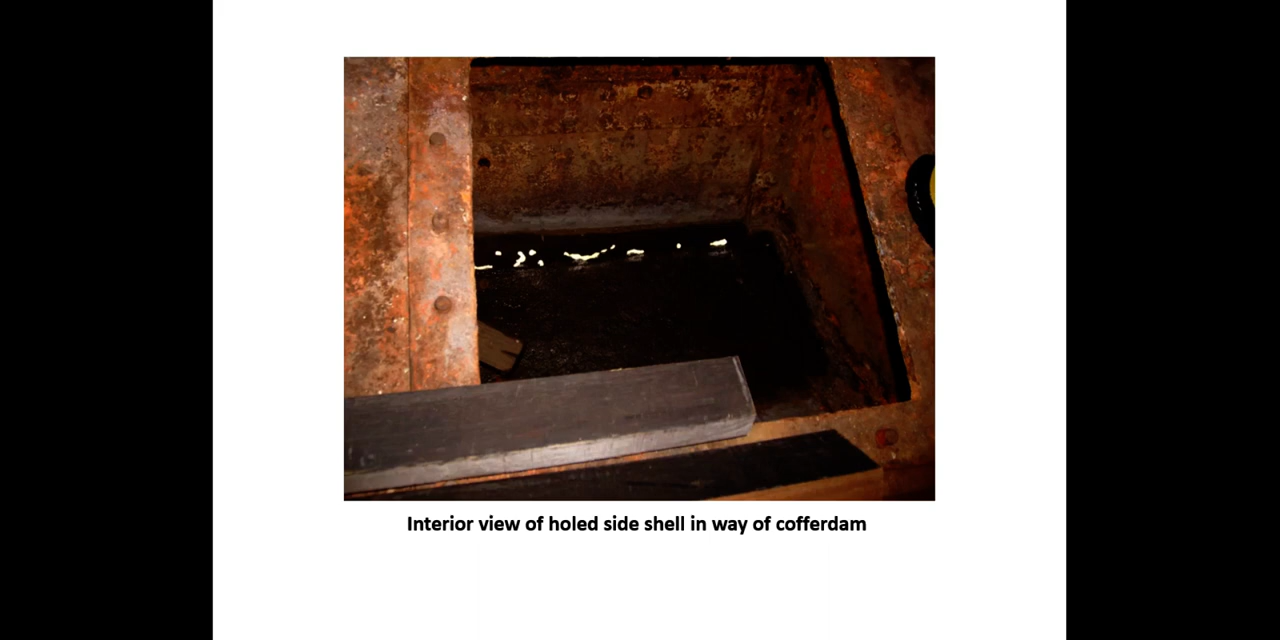 Interior view of holed side shell in way of cofferdam